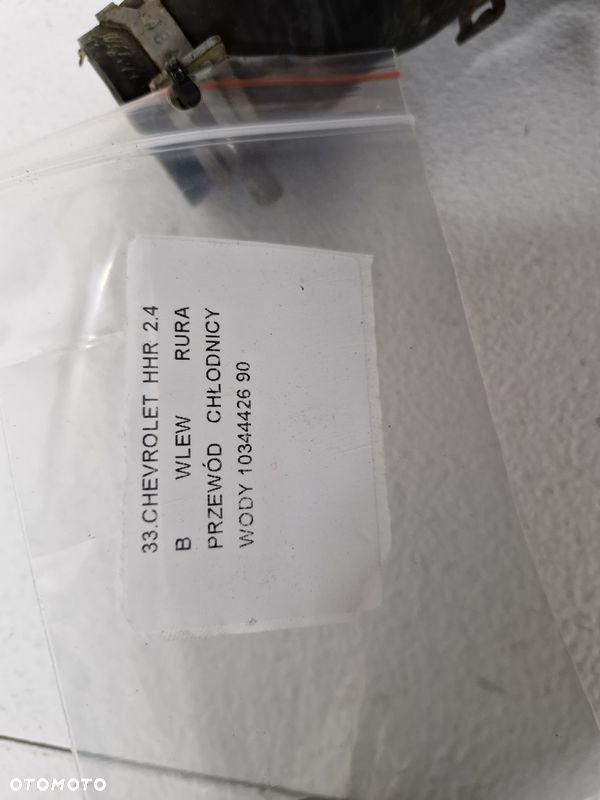 33.CHEVROLET HHR 2.4
B WLEW RURA
PRZEWÓD CHŁODNICY
WODY 10344426 90
OTOMOTO